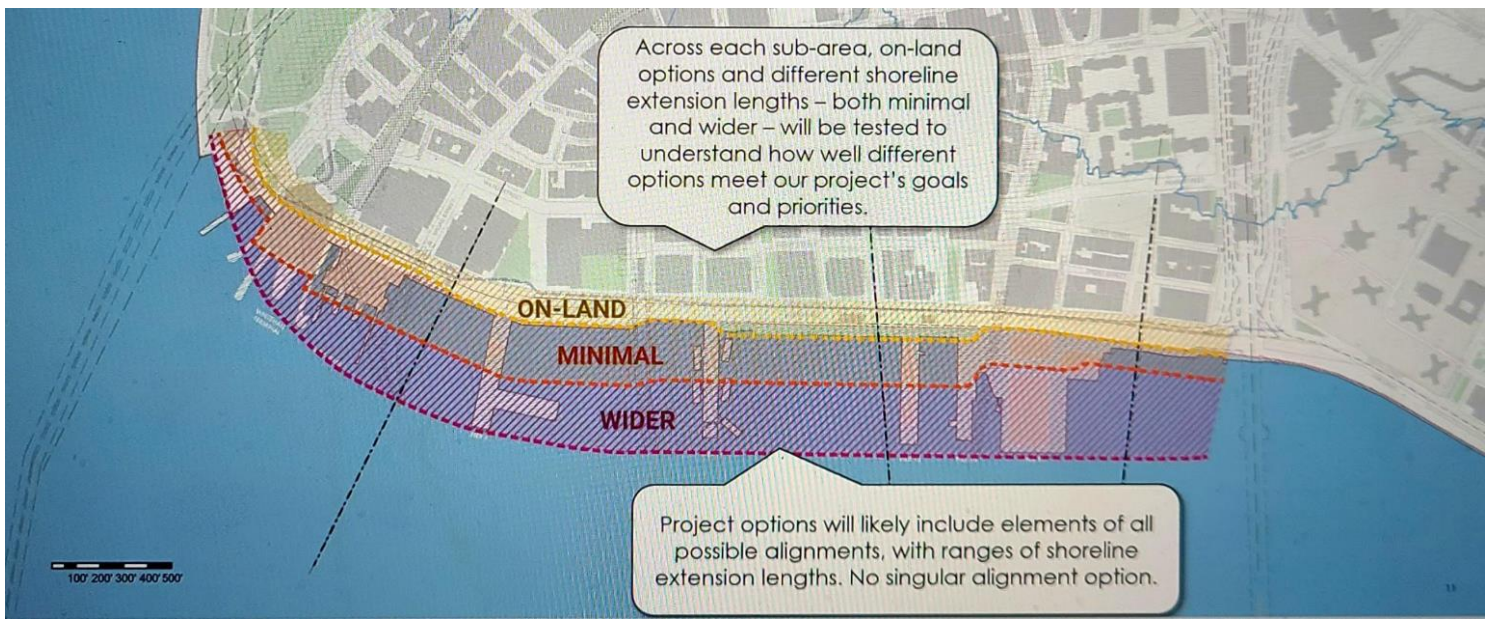 Across each sub-area, on-land
options and different shoreline
extension lengths – both minimal
and wider – will be tested to
understand how well different
options meet our project's goals
and priorities.
ON-LAND
MINIMAL
WIDER
Project options will likely include elements of all
possible alignments, with ranges of shoreline
extension lengths. No singular alignment option.
100' 200' 300' 400' 500'